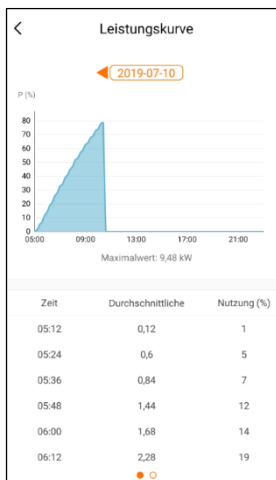 Leistungskurve
2019-07-10
P (%)
80
70
60
50
40
30
20
10
0
05:00 09:00 13:00 17:00 21:00
Maximalwert: 9,48 kW
Zeit Durchschnittliche Nutzung (%)
05:12 0,12 1
05:24 0,6 5
05:36 0,84 7
05:48 1,44 12
06:00 1,68 14
06:12 2,28 19